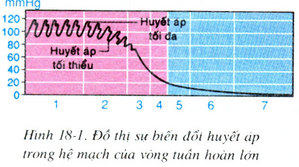 mmHg
120
100
80
60
40
20
0
Huyết áp
tối đa
Huyết áp
tối thiểu
1 2 3 4 5 6 7
Hình 18-1. Đồ thị sự biến đổi huyết áp
trong hệ mạch của vòng tuần hoàn lớn